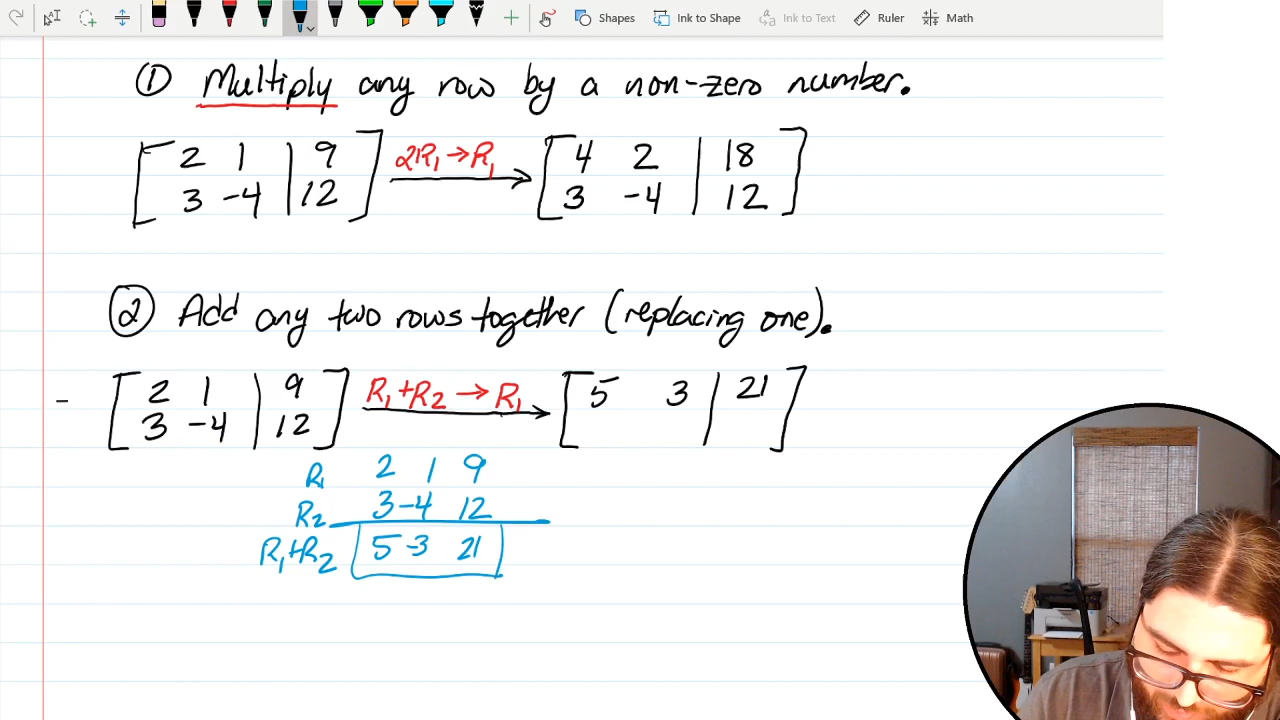 Shapes Ink to Shape Ink to Text Ruler Math
① Multiply any row by a non-zero number.
[ 2 1 | 9 ] 2R₁ → R₁ [ 4 2 | 18 ]
[ 3 -4 | 12 ] [ 3 -4 | 12 ]
② Add any two rows together (replacing one).
[ 2 1 | 9 ] R₁ + R₂ → R₁ [ 5 3 | 21 ]
[ 3 -4 | 12 ]
R₁ 2 1 9
R₂ 3 -4 12
R₁+R₂ 5 -3 21